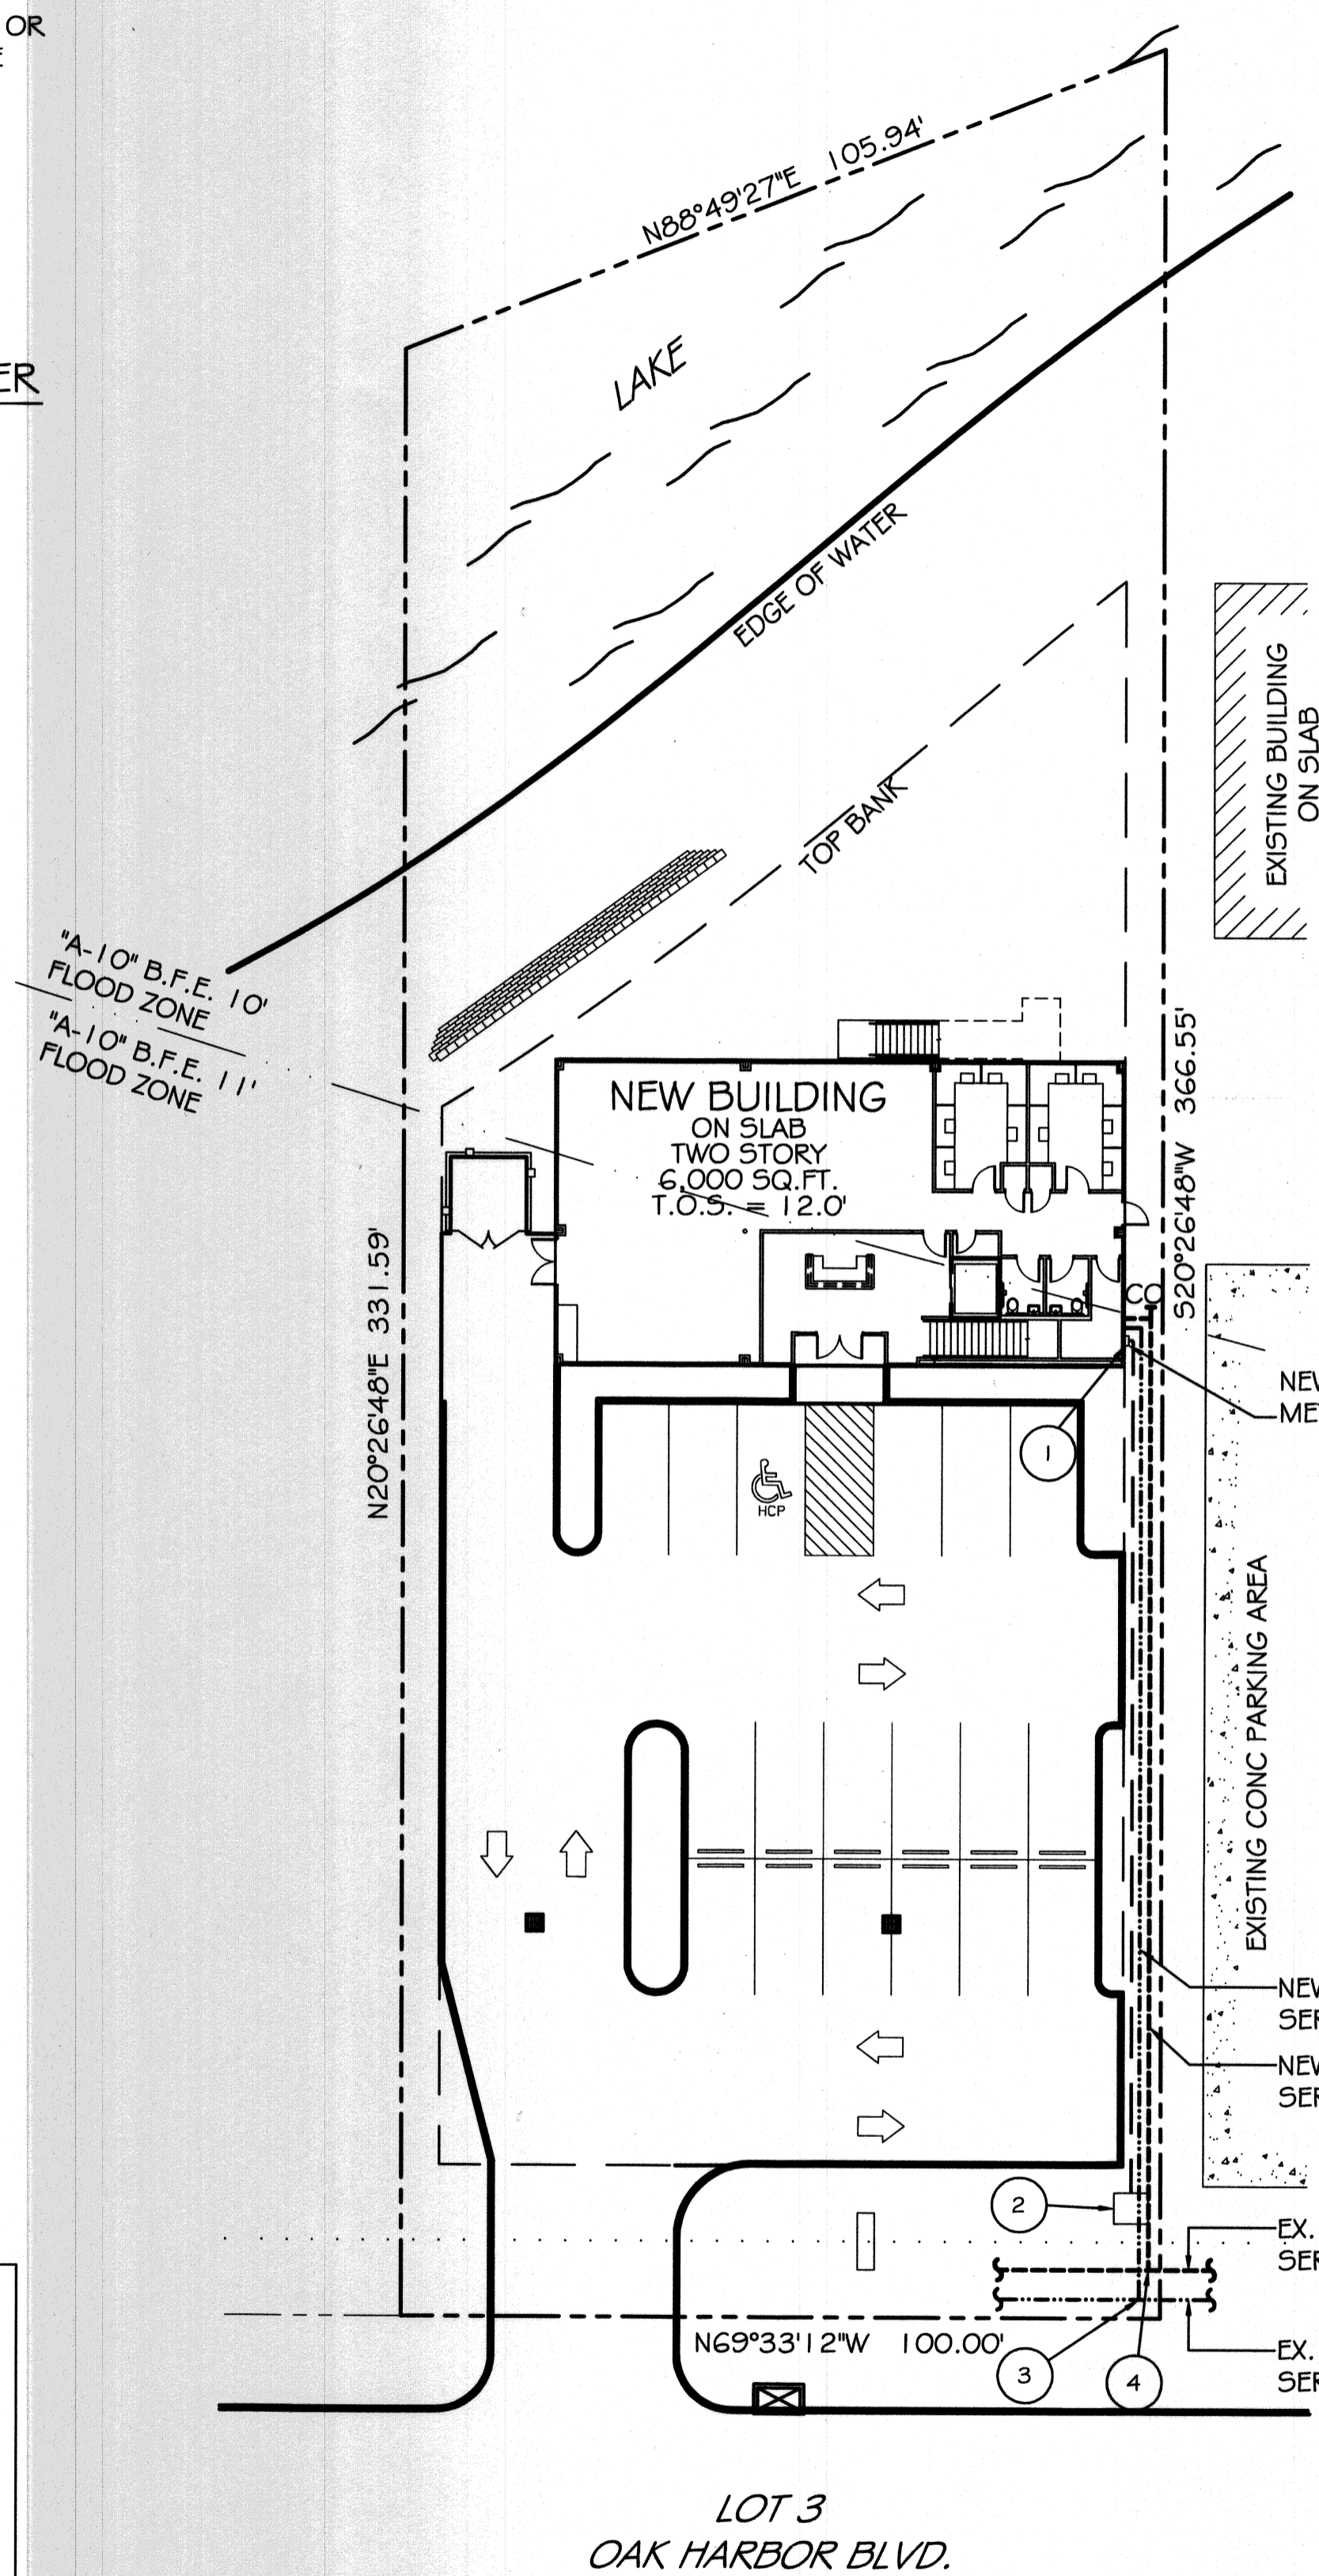 OR
ER
N88°49'27"E 105.94'
LAKE
EDGE OF WATER
TOP BANK
EXISTING BUILDING
ON SLAB
"A-10" B.F.E. 10'
FLOOD ZONE
"A-10" B.F.E. 11'
FLOOD ZONE
NEW BUILDING
ON SLAB
TWO STORY
6,000 SQ.FT.
T.O.S. = 12.0'
S20°26'48"W 366.55'
N20°26'48"E 331.59'
CO
NEW
ME
1
HCP
EXISTING CONC PARKING AREA
NEW
SER
NEW
SER
2
EX.
SER
N69°33'12"W 100.00'
3
4
EX.
SER
LOT 3
OAK HARBOR BLVD.